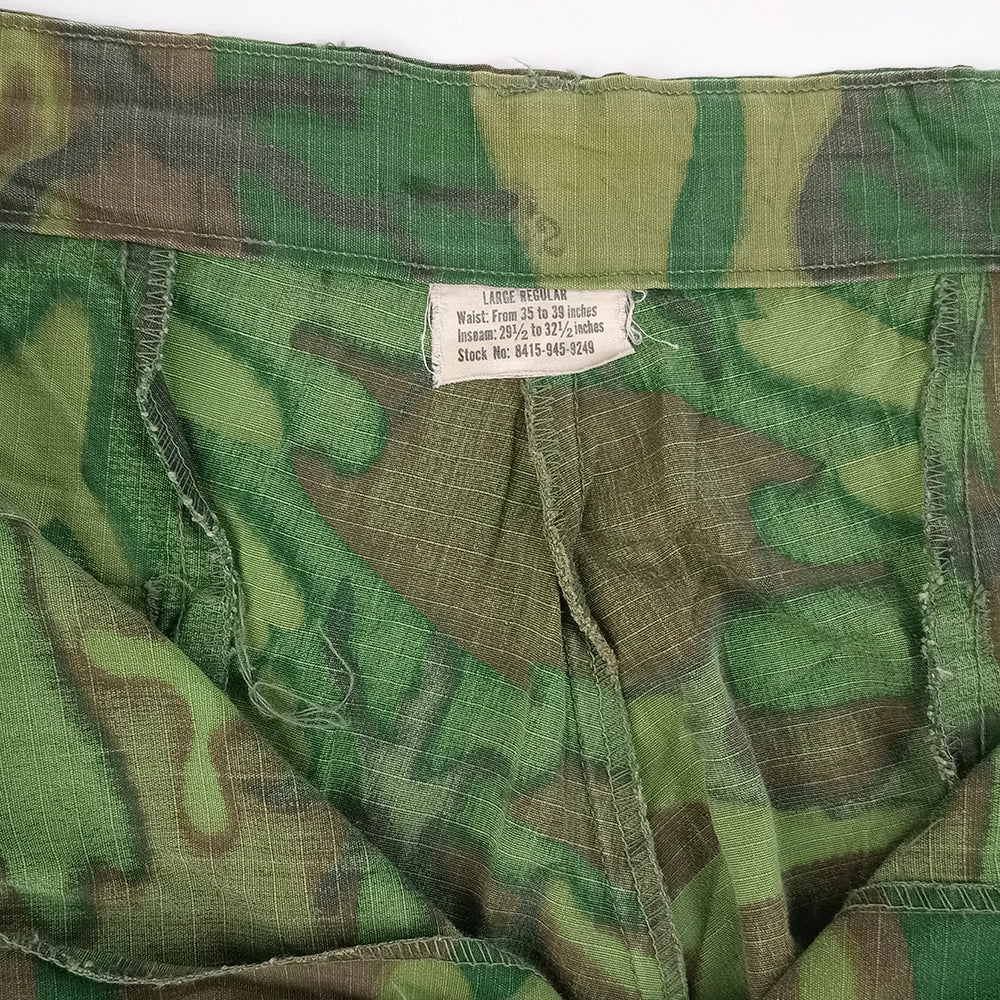 LARGE REGULAR
Waist: From 35 to 39 inches
Inseam: 29½ to 32½ inches
Stock No: 8415-945-9249